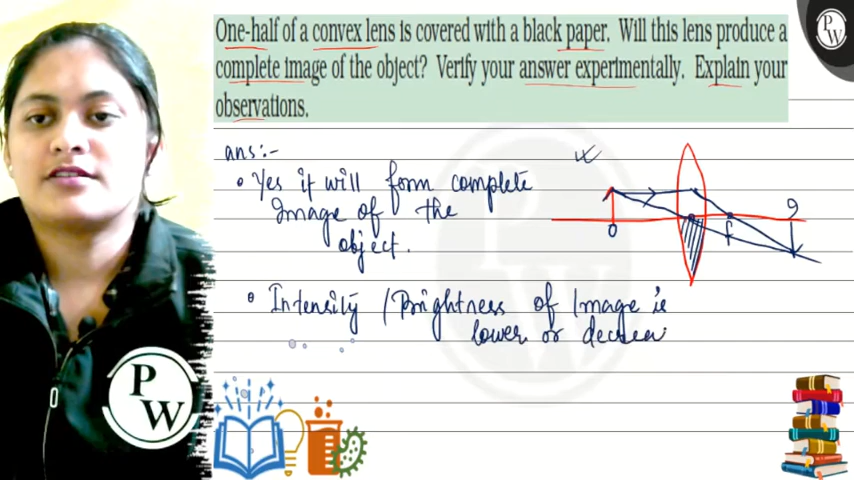 One-half of a convex lens is covered with a black paper. Will this lens produce a
complete image of the object? Verify your answer experimentally. Explain your
observations.
P
W
ans:-
• Yes it will form complete
Image of the
object.
O
f
g
• Intensity / Brightness of Image is
lower or decrea
P
W